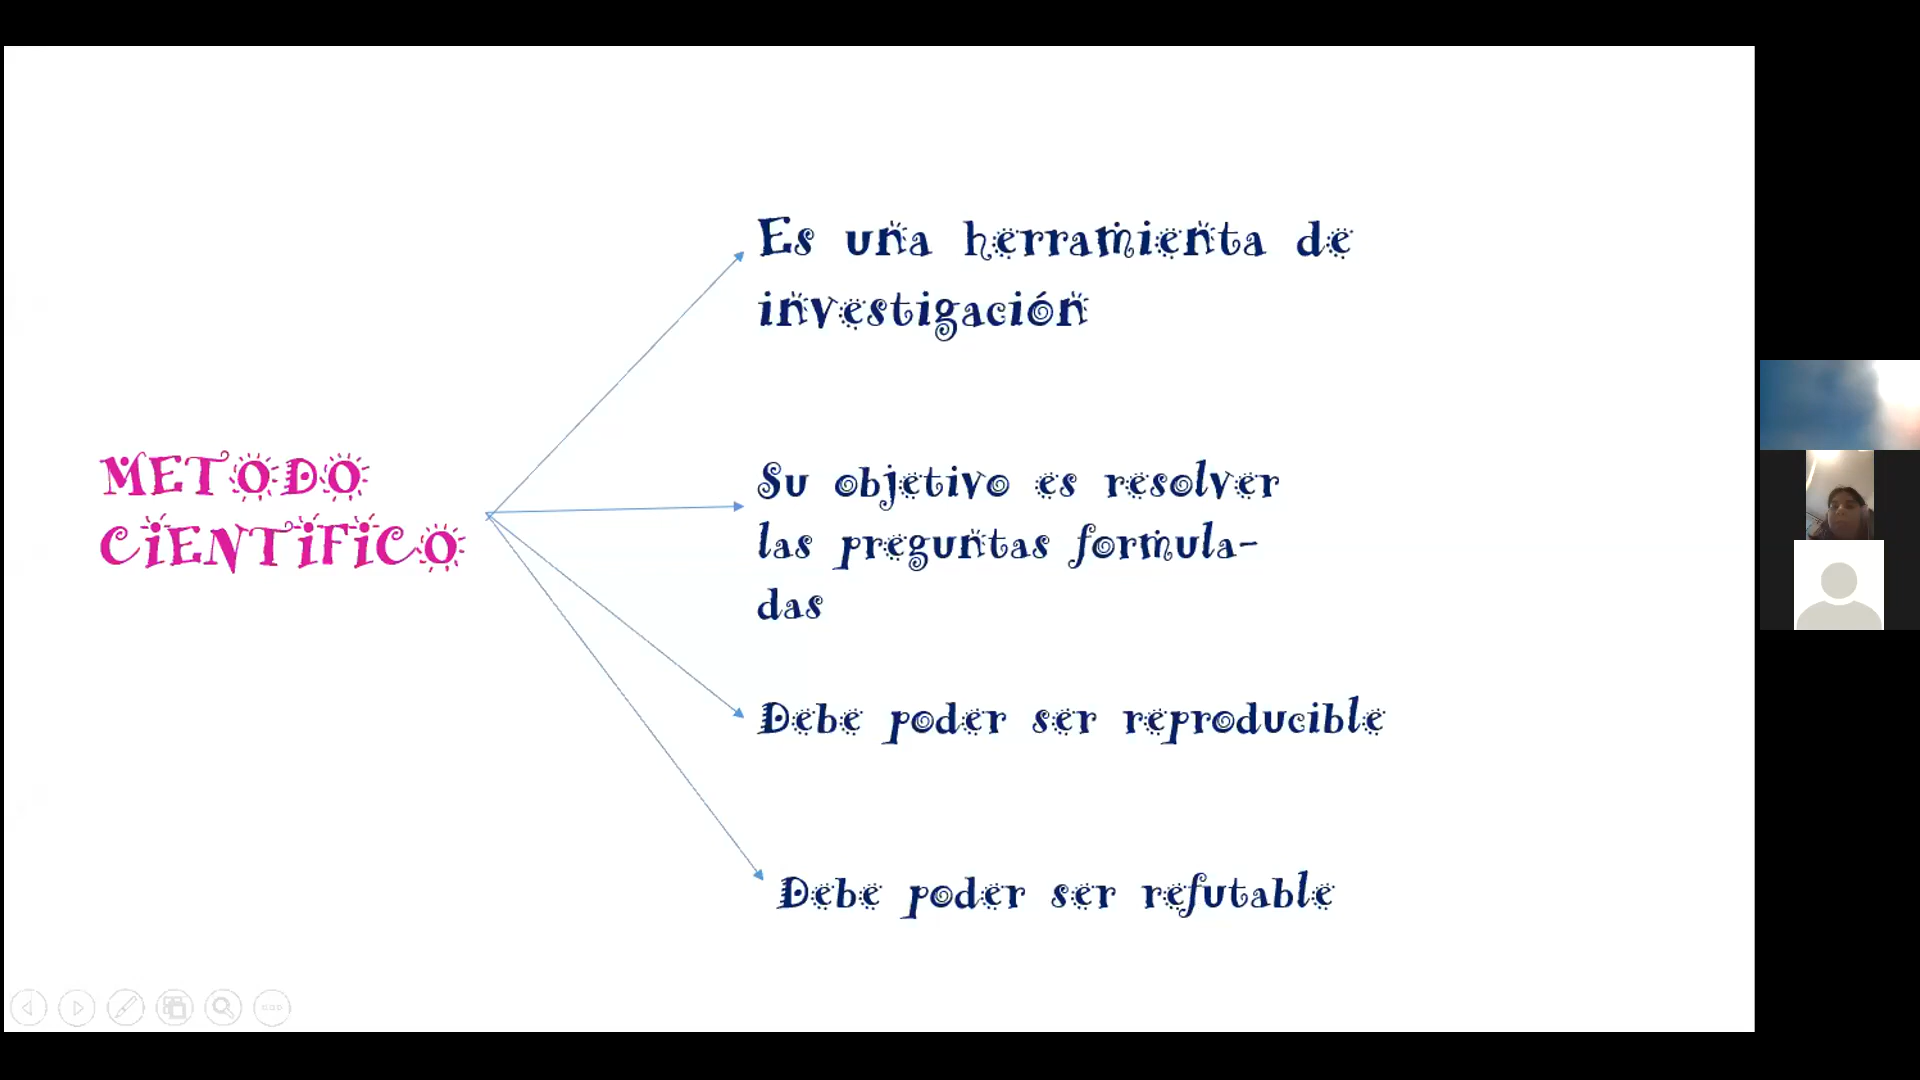 METODO
CIENTIFICO
Es una herramienta de
investigación
Su objetivo es resolver
las preguntas formula-
das
Debe poder ser reproducible
Debe poder ser refutable